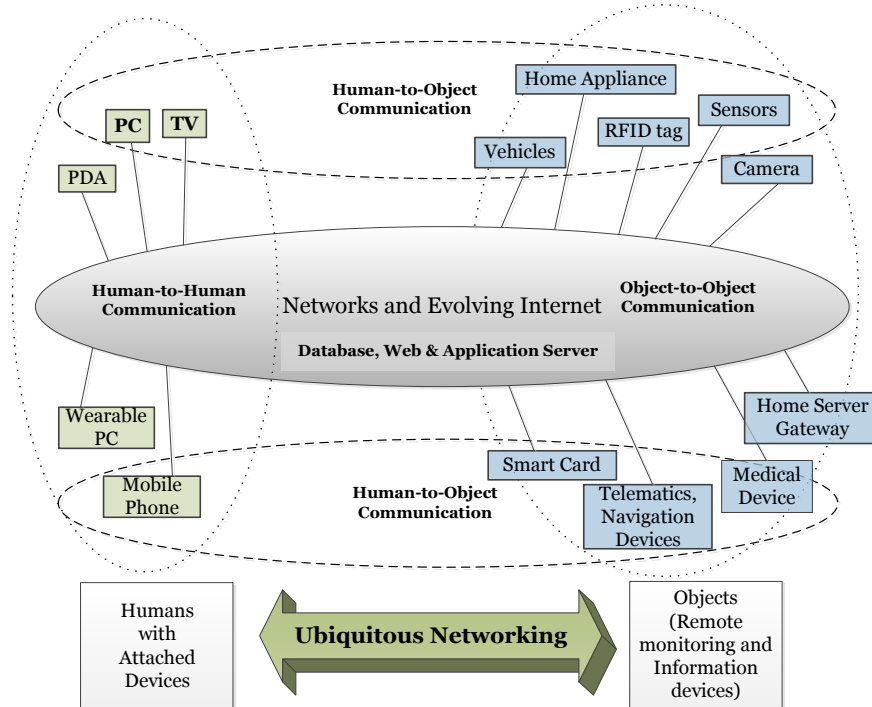 Human-to-Object
Communication
Home Appliance
Sensors
PC
TV
RFID tag
Vehicles
PDA
Camera
Human-to-Human
Communication
Networks and Evolving Internet
Object-to-Object
Communication
Database, Web & Application Server
Wearable
PC
Home Server
Gateway
Smart Card
Medical
Device
Mobile
Phone
Human-to-Object
Communication
Telematics,
Navigation
Devices
Humans
with
Attached
Devices
Ubiquitous Networking
Objects
(Remote
monitoring and
Information
devices)